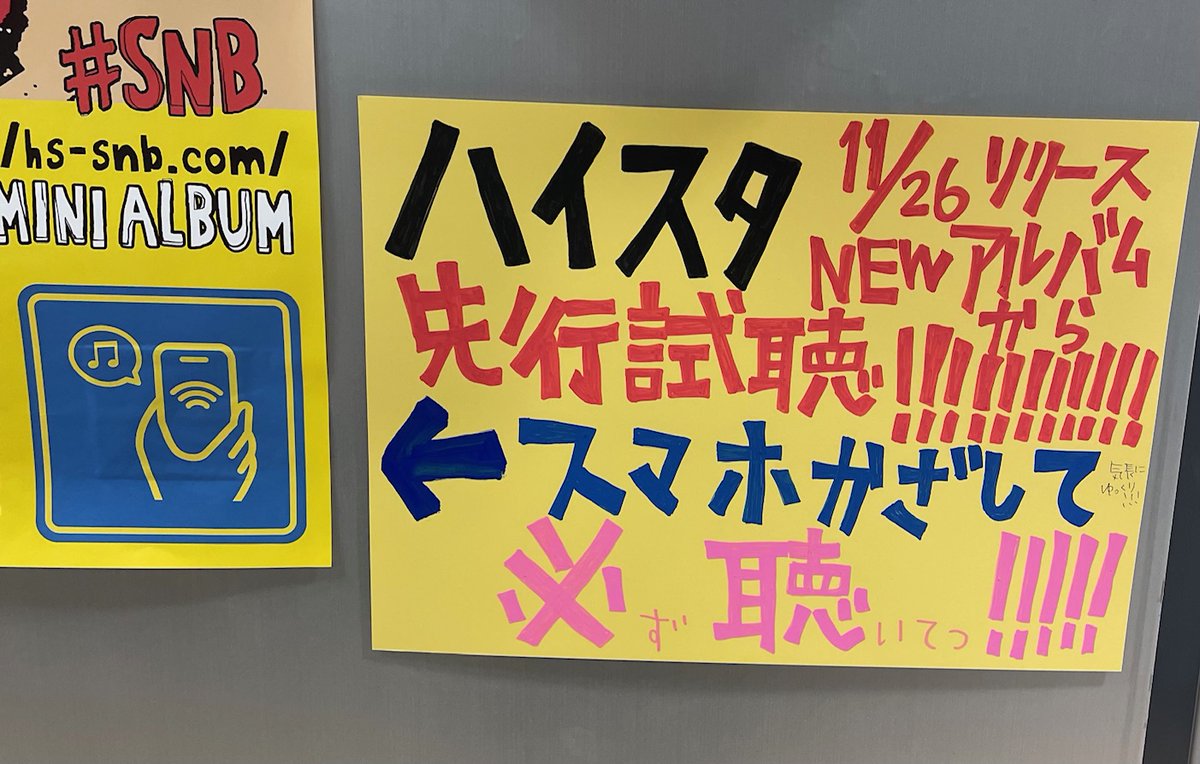 #SNB
/hs-snb.com/
MINI ALBUM
ハイスタ
11/26 リリース
NEWアルバム
から
先行試聴!!!!!!!!!!
←スマホかざして
気長に
ゆっくり!!!
必ず聴いてっ!!!!!